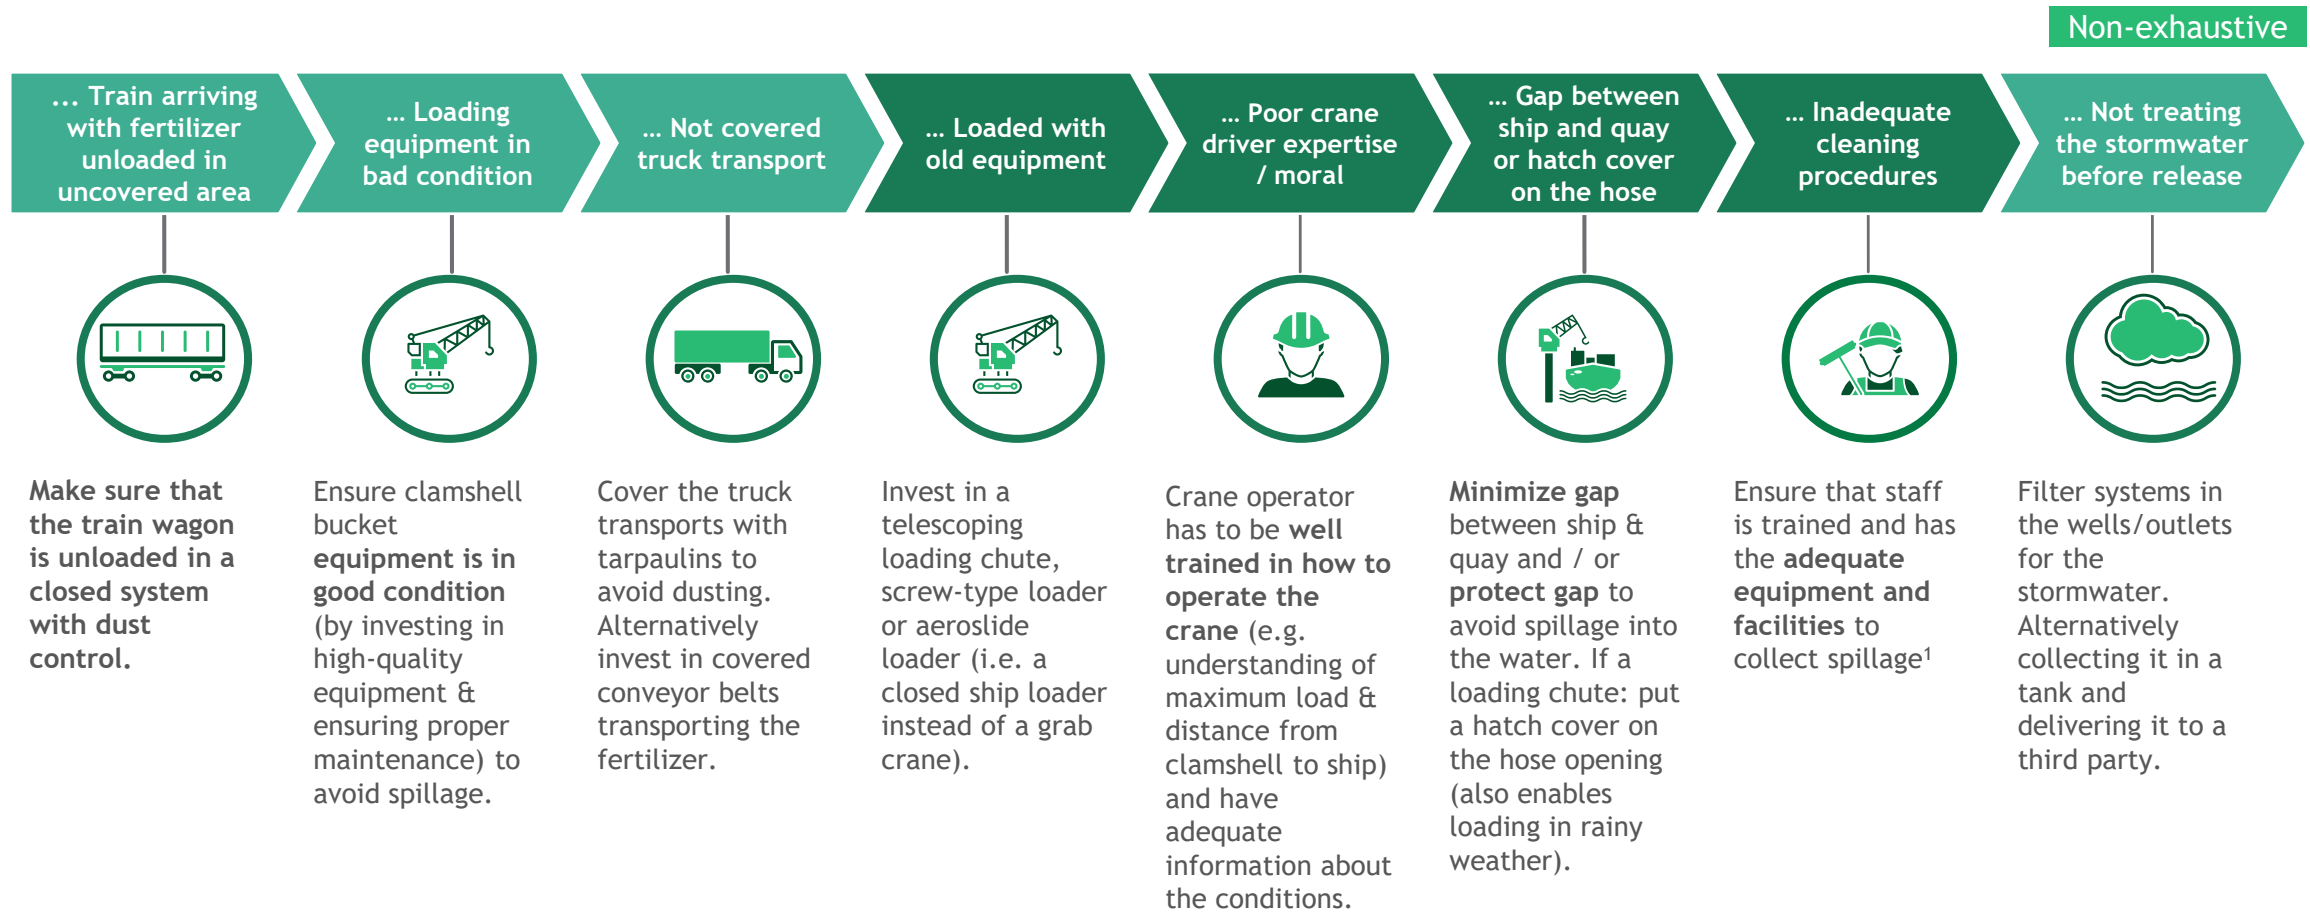 Non-exhaustive
... Train arriving
with fertilizer
unloaded in
uncovered area
… Loading
equipment in
bad condition
… Not covered
truck transport
… Loaded with
old equipment
… Poor crane
driver expertise
/ moral
… Gap between
ship and quay
or hatch cover
on the hose
… Inadequate
cleaning
procedures
… Not treating
the stormwater
before release
Make sure that
the train wagon
is unloaded in a
closed system
with dust
control.
Ensure clamshell
bucket
equipment is in
good condition
(by investing in
high-quality
equipment &
ensuring proper
maintenance) to
avoid spillage.
Cover the truck
transports with
tarpaulins to
avoid dusting.
Alternatively
invest in covered
conveyor belts
transporting the
fertilizer.
Invest in a
telescoping
loading chute,
screw-type loader
or aeroslide
loader (i.e. a
closed ship loader
instead of a grab
crane).
Crane operator
has to be well
trained in how to
operate the
crane (e.g.
understanding of
maximum load &
distance from
clamshell to ship)
and have
adequate
information about
the conditions.
Minimize gap
between ship &
quay and / or
protect gap to
avoid spillage into
the water. If a
loading chute: put
a hatch cover on
the hose opening
(also enables
loading in rainy
weather).
Ensure that staff
is trained and has
the adequate
equipment and
facilities to
collect spillage¹
Filter systems in
the wells/outlets
for the
stormwater.
Alternatively
collecting it in a
tank and
delivering it to a
third party.